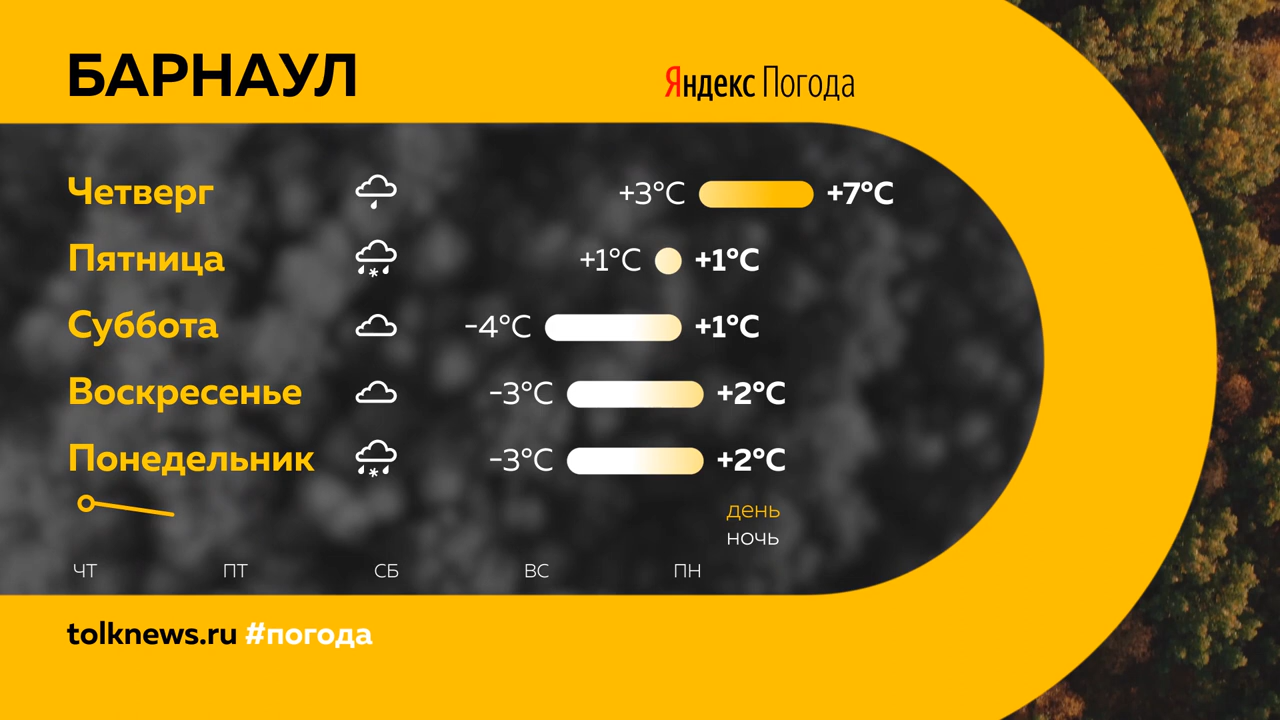 БАРНАУЛ
Яндекс Погода
Четверг +3°C +7°C
Пятница +1°C +1°C
Суббота -4°C +1°C
Воскресенье -3°C +2°C
Понедельник -3°C +2°C
день
ночь
ЧТ ПТ СБ ВС ПН
tolknews.ru #погода